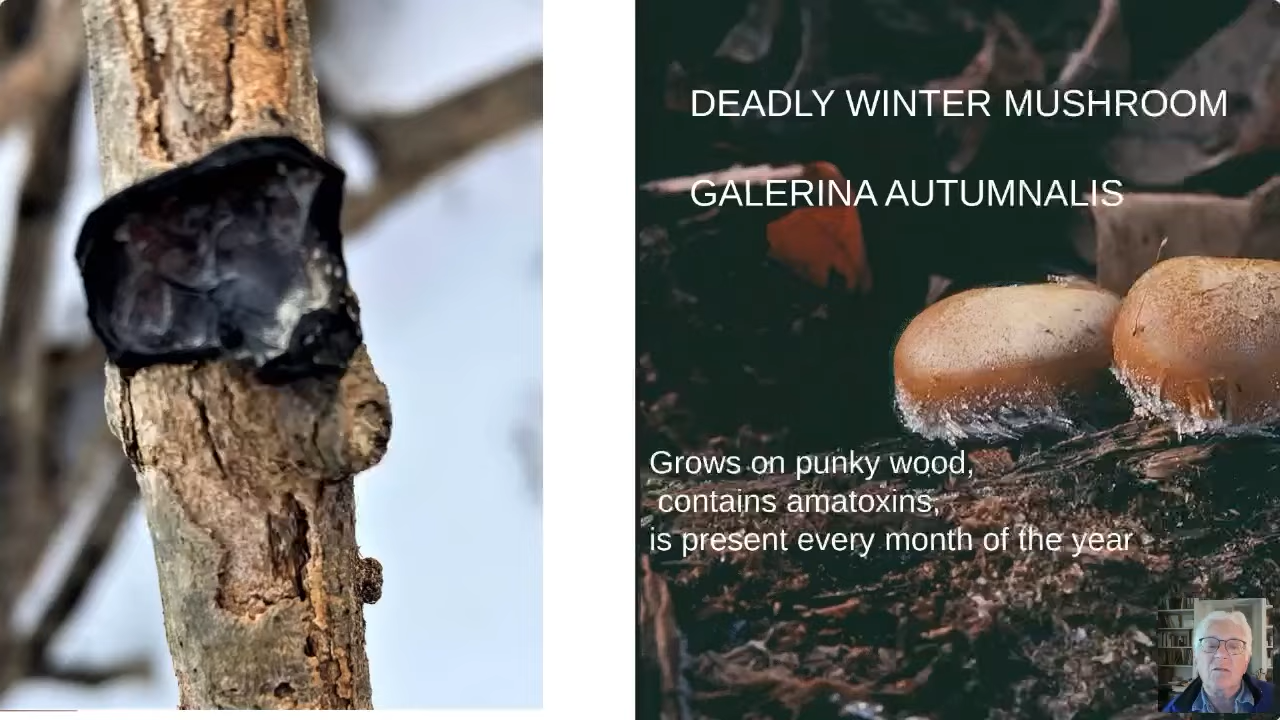 DEADLY WINTER MUSHROOM
GALERINA AUTUMNALIS
Grows on punky wood,
contains amatoxins,
is present every month of the year